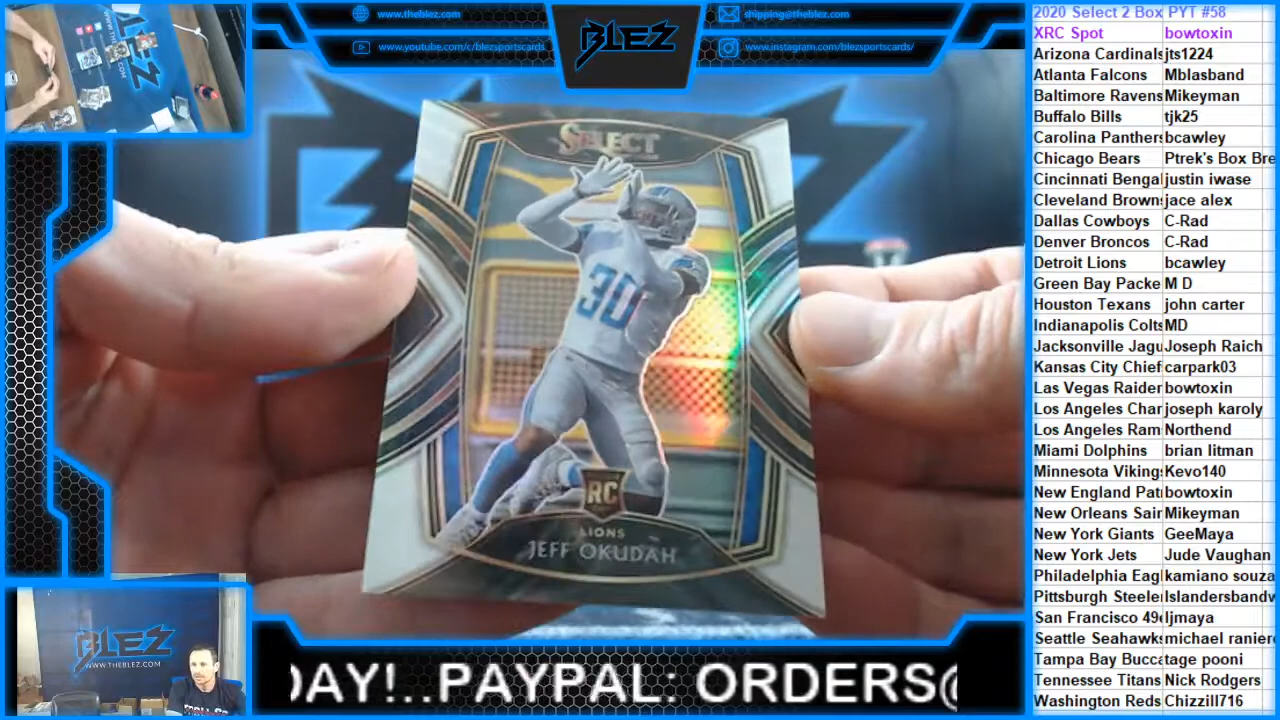 www.theblez.com
shipping@theblez.com
www.youtube.com/c/blezsportscards
www.instagram.com/blezsportscards/
BLEZ
SELECT
30
RC
LIONS
JEFF OKUDAH
BLEZ
WWW.THEBLEZ.COM
DAY!..PAYPAL: ORDERS@
2020 Select 2 Box PYT #58
XRC Spot bowtoxin
Arizona Cardinals jts1224
Atlanta Falcons Mblasband
Baltimore Ravens Mikeyman
Buffalo Bills tjk25
Carolina Panthers bcawley
Chicago Bears Ptrek's Box Bre
Cincinnati Bengal justin iwase
Cleveland Browns jace alex
Dallas Cowboys C-Rad
Denver Broncos C-Rad
Detroit Lions bcawley
Green Bay Packe M D
Houston Texans john carter
Indianapolis Colts MD
Jacksonville Jagu Joseph Raich
Kansas City Chief carpark03
Las Vegas Raider bowtoxin
Los Angeles Char joseph karoly
Los Angeles Ram Northend
Miami Dolphins brian litman
Minnesota Viking Kevo140
New England Patr bowtoxin
New Orleans Sain Mikeyman
New York Giants GeeMaya
New York Jets Jude Vaughan
Philadelphia Eagl kamiano souza
Pittsburgh Steeler Islandersbandw
San Francisco 49e ljmaya
Seattle Seahawks michael ranier
Tampa Bay Bucca tage pooni
Tennessee Titans Nick Rodgers
Washington Reds Chizzill716